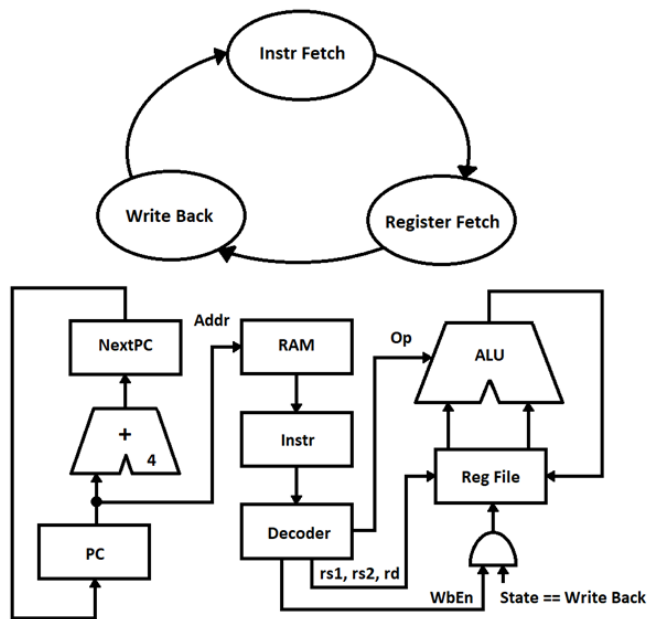 Instr Fetch
Write Back
Register Fetch
Addr
NextPC
RAM
Op
ALU
+
4
Instr
Reg File
PC
Decoder
rs1, rs2, rd
WbEn
State == Write Back